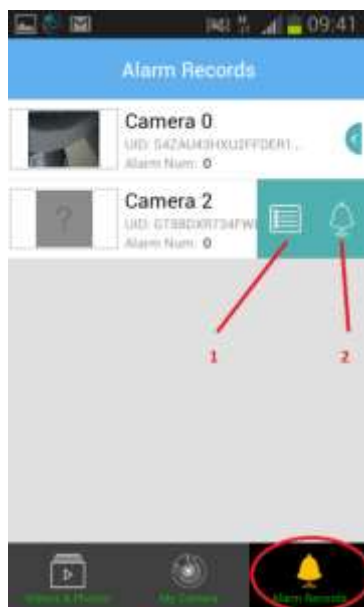 09:41
Alarm Records
Camera 0
Alarm Num: 0
Camera 2
Alarm Num: 0
1
2
Videos & Photos
My Camera
Alarm Records